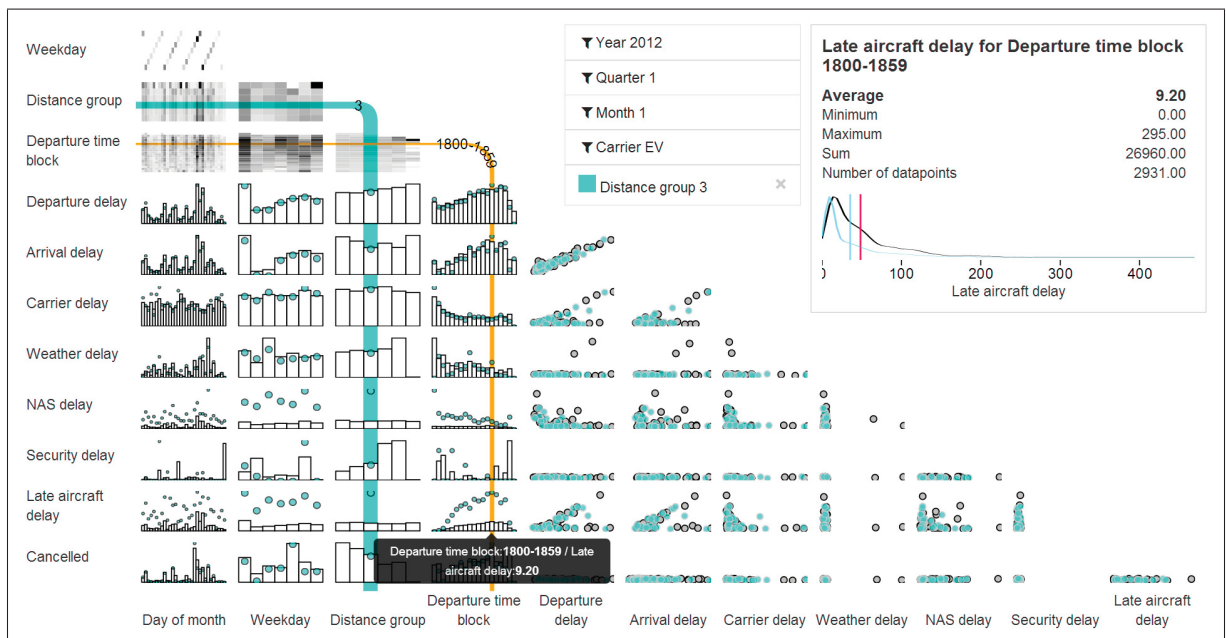 Weekday
Distance group
3
Departure time
block
1800-1859
Departure delay
Arrival delay
Carrier delay
Weather delay
NAS delay
Security delay
Late aircraft
delay
Cancelled
Year 2012
Quarter 1
Month 1
Carrier EV
Distance group 3
Late aircraft delay for Departure time block
1800-1859
Average 9.20
Minimum 0.00
Maximum 295.00
Sum 26960.00
Number of datapoints 2931.00
0 100 200 300 400
Late aircraft delay
Departure time block:1800-1859 / Late
aircraft delay:9.20
Day of month
Weekday
Distance group
Departure time
block
Departure
delay
Arrival delay
Carrier delay
Weather delay
NAS delay
Security delay
Late aircraft
delay